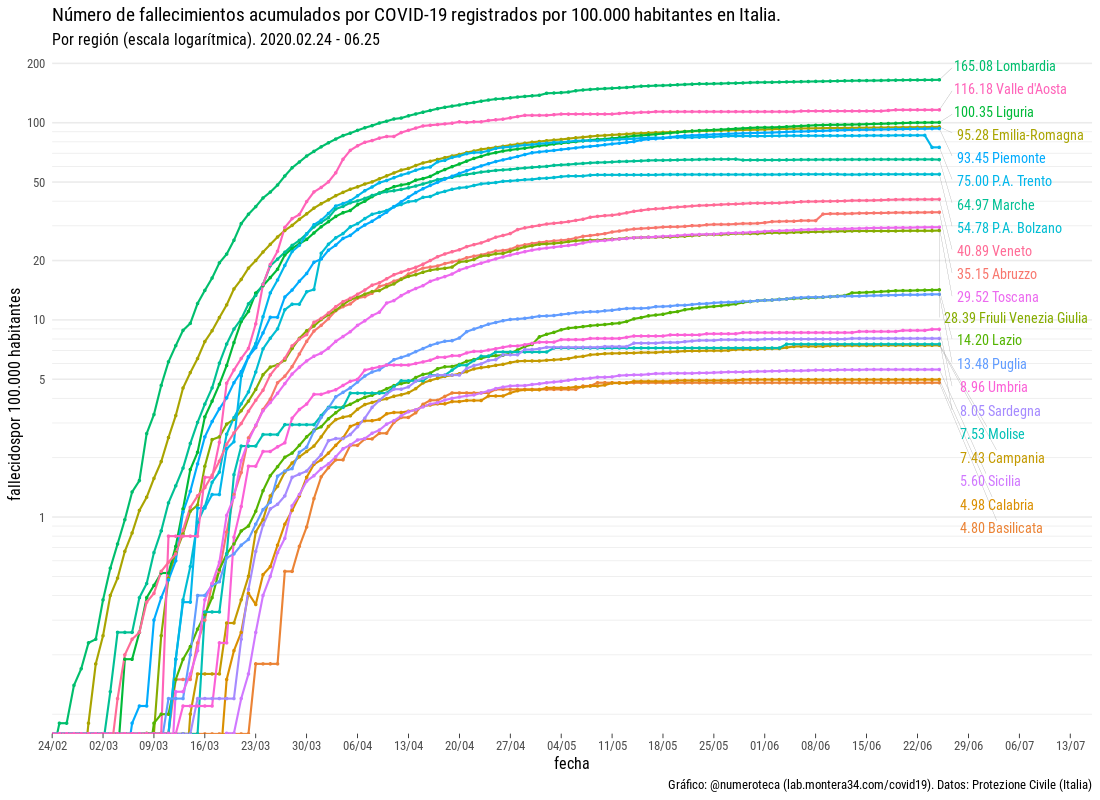 Número de fallecimientos acumulados por COVID-19 registrados por 100.000 habitantes en Italia.
Por región (escala logarítmica). 2020.02.24 - 06.25
fallecidospor 100.000 habitantes
200
100
50
20
10
5
1
165.08 Lombardia
116.18 Valle d'Aosta
100.35 Liguria
95.28 Emilia-Romagna
93.45 Piemonte
75.00 P.A. Trento
64.97 Marche
54.78 P.A. Bolzano
40.89 Veneto
35.15 Abruzzo
29.52 Toscana
28.39 Friuli Venezia Giulia
14.20 Lazio
13.48 Puglia
8.96 Umbria
8.05 Sardegna
7.53 Molise
7.43 Campania
5.60 Sicilia
4.98 Calabria
4.80 Basilicata
24/02 02/03 09/03 16/03 23/03 30/03 06/04 13/04 20/04 27/04 04/05 11/05 18/05 25/05 01/06 08/06 15/06 22/06 29/06 06/07 13/07
fecha
Gráfico: @numeroteca (lab.montera34.com/covid19). Datos: Protezione Civile (Italia)